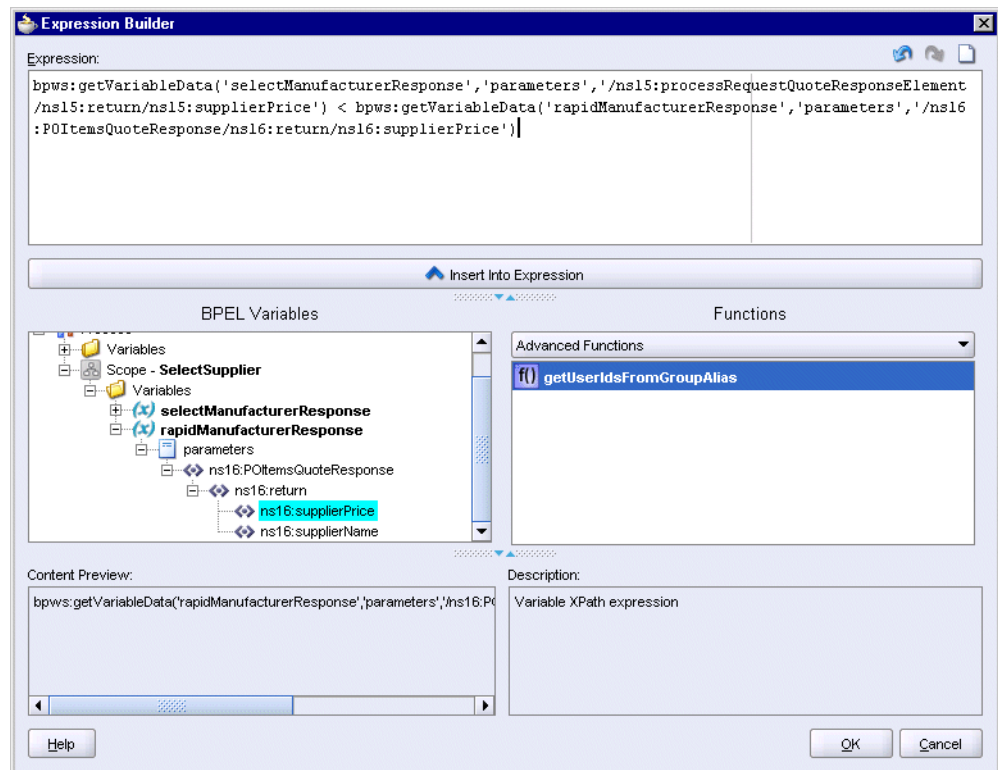 Expression Builder
Expression:
bpws:getVariableData('selectManufacturerResponse','parameters','/ns15:processRequestQuoteResponseElement
/ns15:return/ns15:supplierPrice') < bpws:getVariableData('rapidManufacturerResponse','parameters','/ns16
:POItemsQuoteResponse/ns16:return/ns16:supplierPrice')
Insert Into Expression
BPEL Variables
Variables
Scope - SelectSupplier
Variables
selectManufacturerResponse
rapidManufacturerResponse
parameters
ns16:POItemsQuoteResponse
ns16:return
ns16:supplierPrice
ns16:supplierName
Functions
Advanced Functions
f() getUserIdsFromGroupAlias
Content Preview:
bpws:getVariableData('rapidManufacturerResponse','parameters','/ns16:P
Description:
Variable XPath expression
Help
OK
Cancel